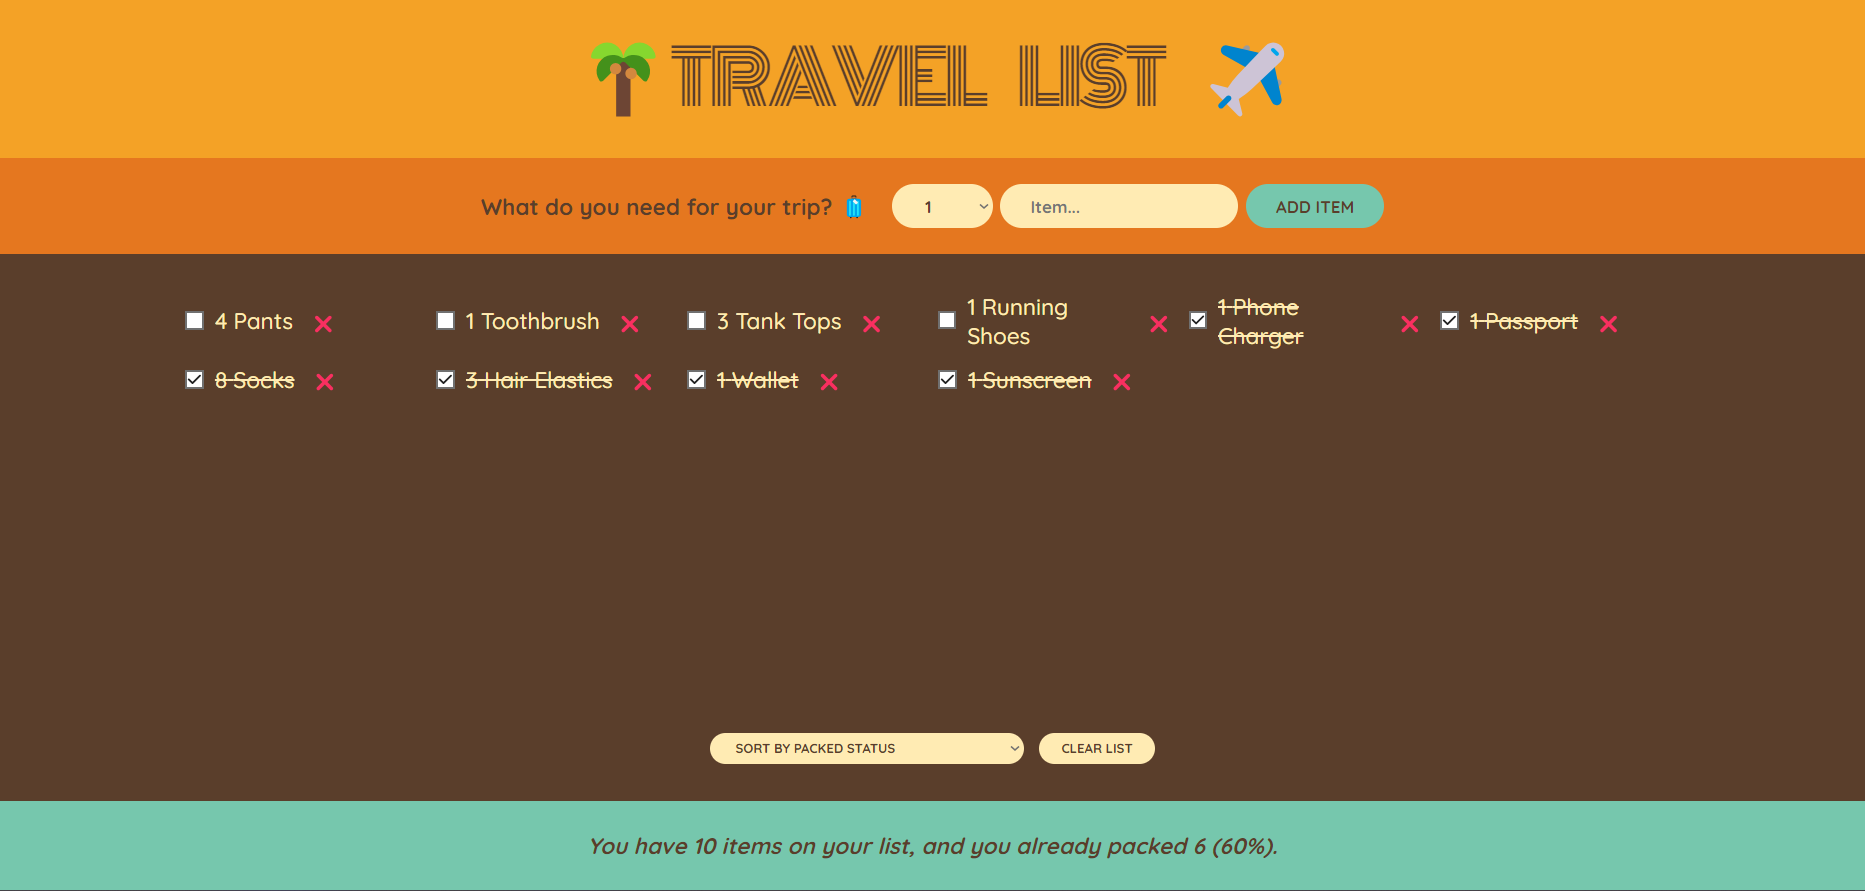 TRAVEL LIST
What do you need for your trip?
1
Item...
ADD ITEM
4 Pants
1 Toothbrush
3 Tank Tops
1 Running
Shoes
1 Phone
Charger
1 Passport
8 Socks
3 Hair Elastics
1 Wallet
1 Sunscreen
SORT BY PACKED STATUS
CLEAR LIST
You have 10 items on your list, and you already packed 6 (60%).